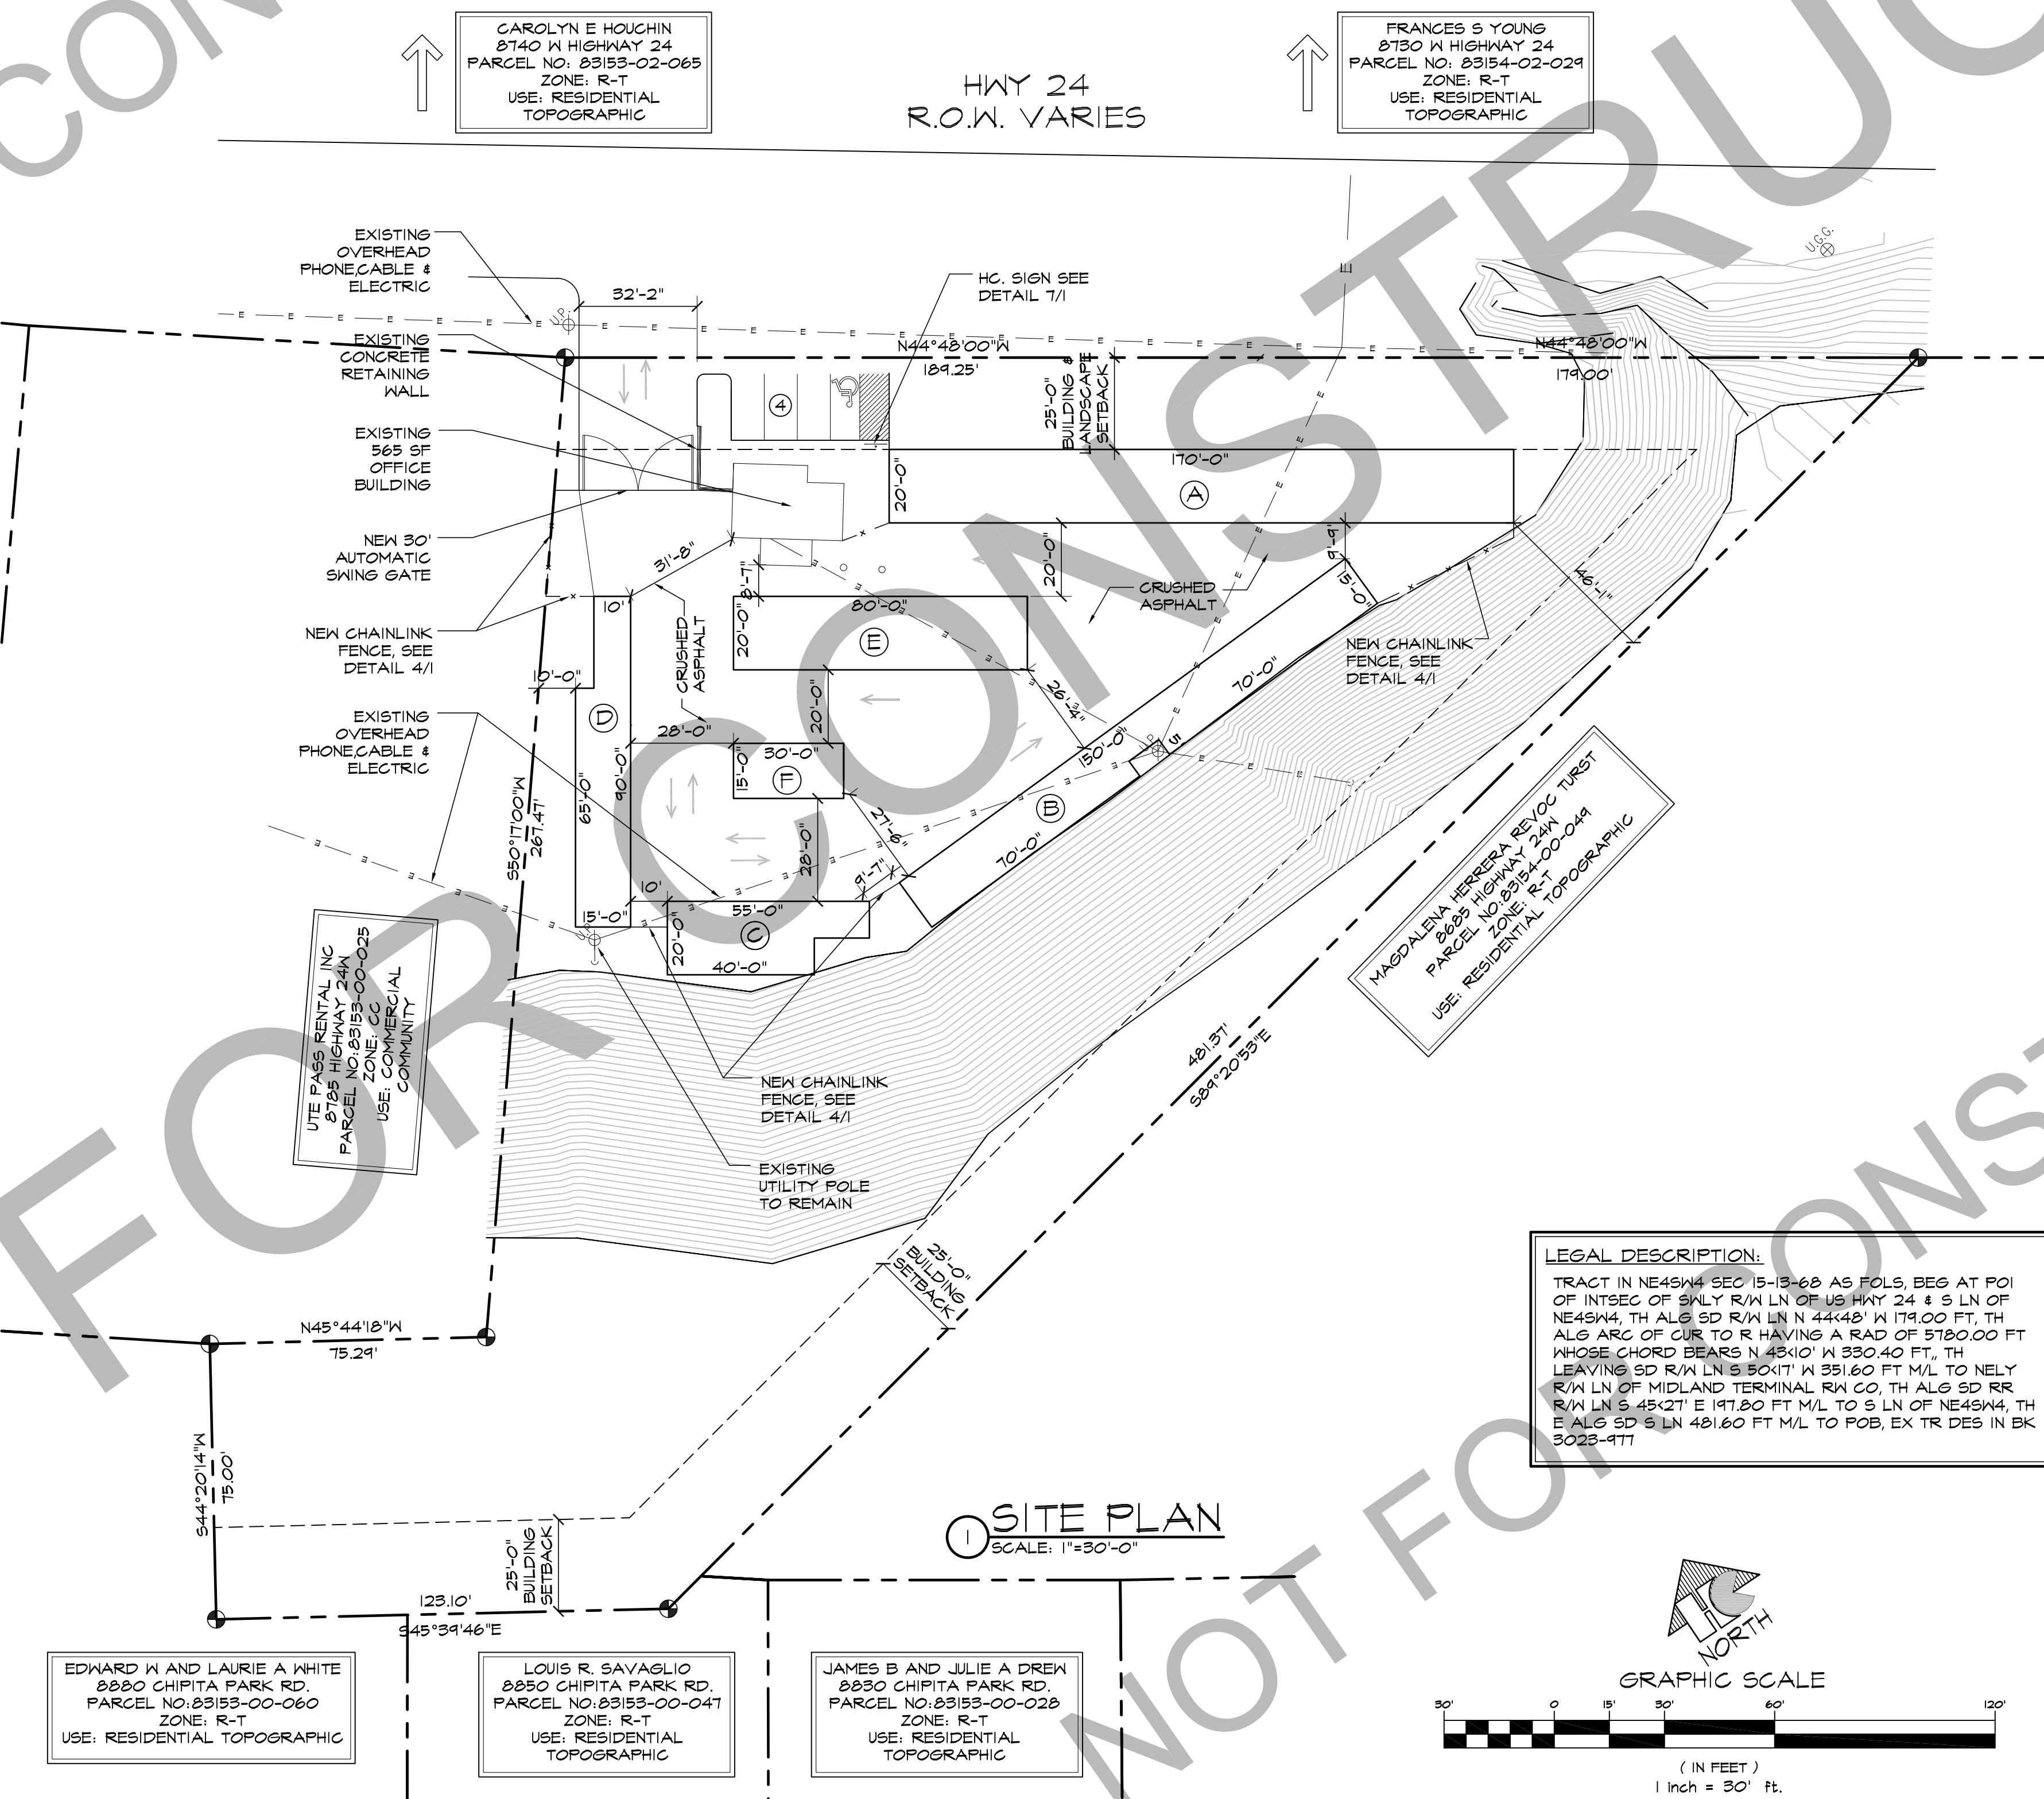 CAROLYN E HOUCHIN
8740 W HIGHWAY 24
PARCEL NO: 83153-02-065
ZONE: R-T
USE: RESIDENTIAL
TOPOGRAPHIC
HWY 24
R.O.W. VARIES
FRANCES S YOUNG
8730 W HIGHWAY 24
PARCEL NO: 83154-02-029
ZONE: R-T
USE: RESIDENTIAL
TOPOGRAPHIC
EXISTING
OVERHEAD
PHONE,CABLE &
ELECTRIC
32'-2"
U.P.
HC. SIGN SEE
DETAIL 7/1
U.G.G.
EXISTING
CONCRETE
RETAINING
WALL
N44°48'00"W
189.25'
N44°48'00"W
179.00'
4
25'-0"
BUILDING &
LANDSCAPE
SETBACK
EXISTING
565 SF
OFFICE
BUILDING
20'-0"
170'-0"
A
NEW 30'
AUTOMATIC
SWING GATE
31'-8"
8'-7"
20'-0"
9'-9"
15'-0"
46'-1"
CRUSHED
ASPHALT
NEW CHAINLINK
FENCE, SEE
DETAIL 4/1
10'
CRUSHED
ASPHALT
20'-0"
80'-0"
E
NEW CHAINLINK
FENCE, SEE
DETAIL 4/1
10'-0"
D
28'-0"
20'-0"
26'-4"
70'-0"
EXISTING
OVERHEAD
PHONE,CABLE &
ELECTRIC
65'-0"
90'-0"
15'-0"
30'-0"
F
150'-0"
U.P.
5'
B
S50°17'00"W
267.47'
28'-0"
27'-6"
9'-7"
70'-0"
15'-0"
10'
55'-0"
C
20'-0"
40'-0"
U.P.
UTE PASS RENTAL INC
8785 HIGHWAY 24W
PARCEL NO:83153-00-025
ZONE: CC
USE: COMMERCIAL
COMMUNITY
MAGDALENA HERRERA REVOC TURST
8685 HIGHWAY 24W
PARCEL NO:83154-00-049
ZONE: R-T
USE: RESIDENTIAL TOPOGRAPHIC
481.37'
S89°20'53"E
NEW CHAINLINK
FENCE, SEE
DETAIL 4/1
EXISTING
UTILITY POLE
TO REMAIN
25'-0"
BUILDING
SETBACK
LEGAL DESCRIPTION:
TRACT IN NE4SW4 SEC 15-13-68 AS FOLS, BEG AT POI
OF INTSEC OF SWLY R/W LN OF US HWY 24 & S LN OF
NE4SW4, TH ALG SD R/W LN N 44<48' W 179.00 FT, TH
ALG ARC OF CUR TO R HAVING A RAD OF 5780.00 FT
WHOSE CHORD BEARS N 43<10' W 330.40 FT,, TH
LEAVING SD R/W LN S 50<17' W 351.60 FT M/L TO NELY
R/W LN OF MIDLAND TERMINAL RW CO, TH ALG SD RR
R/W LN S 45<27' E 197.80 FT M/L TO S LN OF NE4SW4, TH
E ALG SD S LN 481.60 FT M/L TO POB, EX TR DES IN BK
3023-977
N45°44'18"W
75.29'
S44°20'14"W
75.00'
25'-0"
BUILDING
SETBACK
123.10'
S45°39'46"E
1
SITE PLAN
SCALE: 1"=30'-0"
EDWARD W AND LAURIE A WHITE
8880 CHIPITA PARK RD.
PARCEL NO:83153-00-060
ZONE: R-T
USE: RESIDENTIAL TOPOGRAPHIC
LOUIS R. SAVAGLIO
8850 CHIPITA PARK RD.
PARCEL NO:83153-00-047
ZONE: R-T
USE: RESIDENTIAL
TOPOGRAPHIC
JAMES B AND JULIE A DREW
8830 CHIPITA PARK RD.
PARCEL NO:83153-00-028
ZONE: R-T
USE: RESIDENTIAL
TOPOGRAPHIC
NORTH
GRAPHIC SCALE
30' 0 15' 30' 60' 120'
( IN FEET )
1 inch = 30' ft.
CON
FOR CONSTRUC
NOT FOR CONST